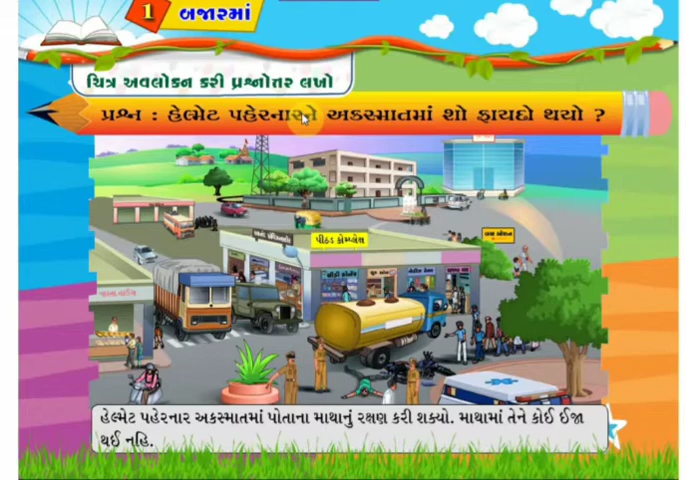 1 બજારમાં
ચિત્ર અવલોકન કરી પ્રશ્નોત્તર લખો
પ્રશ્ન : હેલ્મેટ પહેરનારને અકસ્માતમાં શો ફાયદો થયો ?
પીઠડ કોમ્પ્લેક્ષ
હેલ્મેટ પહેરનાર અકસ્માતમાં પોતાના માથાનું રક્ષણ કરી શક્યો. માથામાં તેને કોઈ ઈજા
થઈ નહિ.